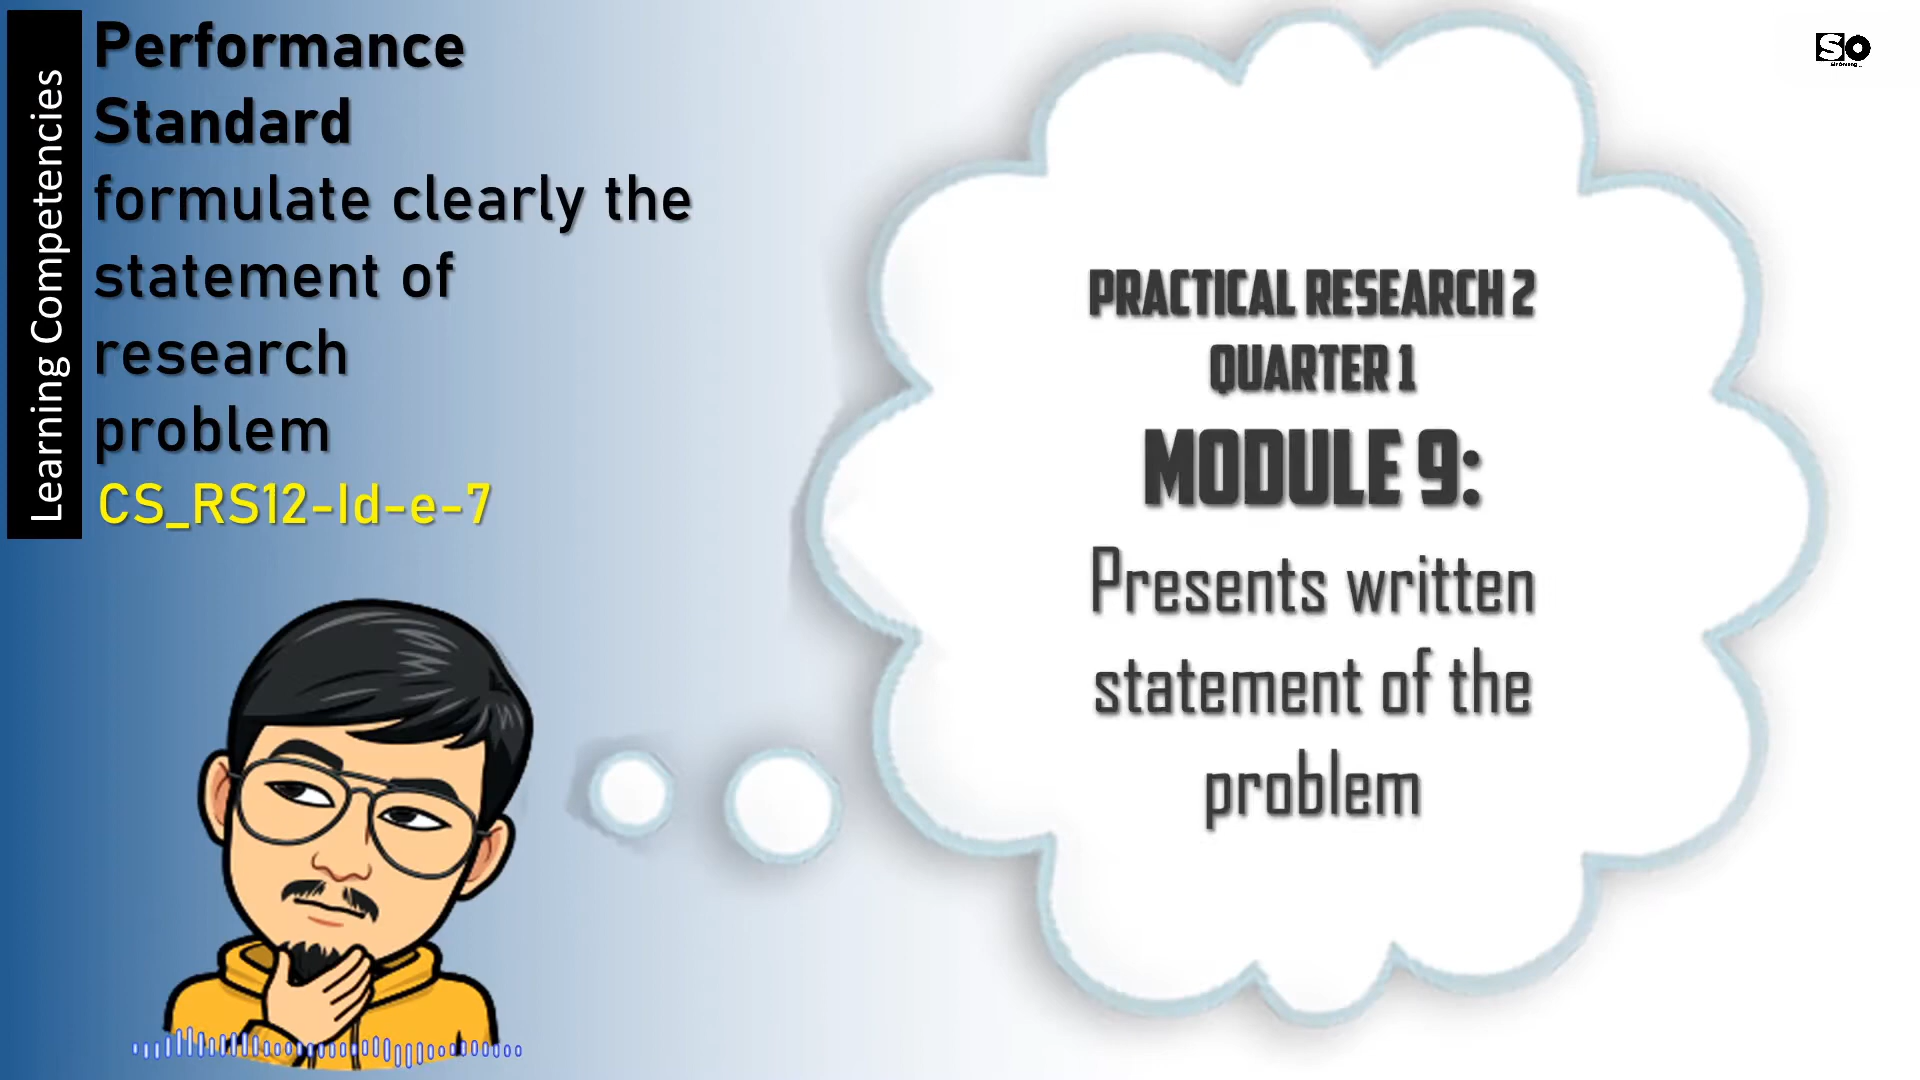 Learning Competencies
Performance
Standard
formulate clearly the
statement of
research
problem
CS_RS12-Id-e-7
PRACTICAL RESEARCH 2
QUARTER 1
MODULE 9:
Presents written
statement of the
problem
SO